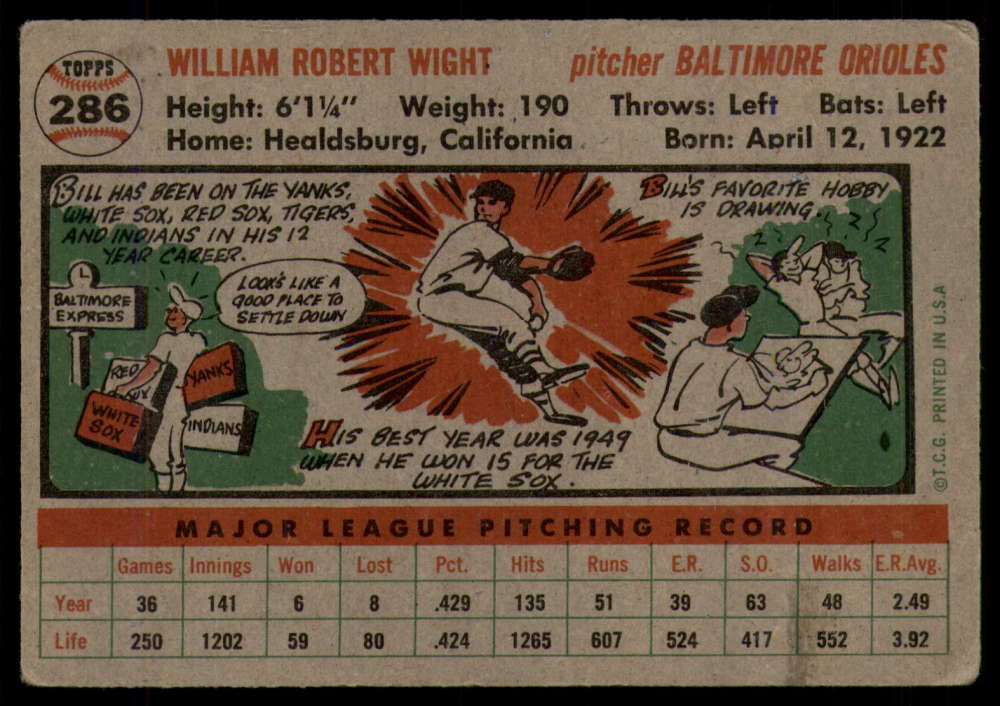 TOPPS
286
WILLIAM ROBERT WIGHT pitcher BALTIMORE ORIOLES
Height: 6'1¼" Weight: 190 Throws: Left Bats: Left
Home: Healdsburg, California Born: April 12, 1922
BILL HAS BEEN ON THE YANKS,
WHITE SOX, RED SOX, TIGERS
AND INDIANS IN HIS 12
YEAR CAREER.
BALTIMORE
EXPRESS
LOOKS LIKE A
GOOD PLACE TO
SETTLE DOWN
RED
SOX
YANKS
WHITE
SOX
INDIANS
HIS BEST YEAR WAS 1949
WHEN HE WON 15 FOR THE
WHITE SOX.
BILL'S FAVORITE HOBBY
IS DRAWING.
©T.C.G. PRINTED IN U.S.A
MAJOR LEAGUE PITCHING RECORD
Games Innings Won Lost Pct. Hits Runs E.R. S.O. Walks E.R.Avg.
Year 36 141 6 8 .429 135 51 39 63 48 2.49
Life 250 1202 59 80 .424 1265 607 524 417 552 3.92